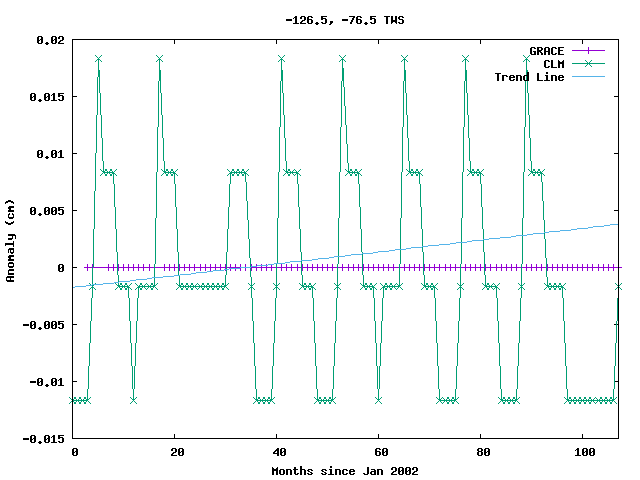 -126.5, -76.5 TWS
GRACE
CLM
Trend Line
0.02
0.015
0.01
0.005
0
-0.005
-0.01
-0.015
Anomaly (cm)
0 20 40 60 80 100
Months since Jan 2002